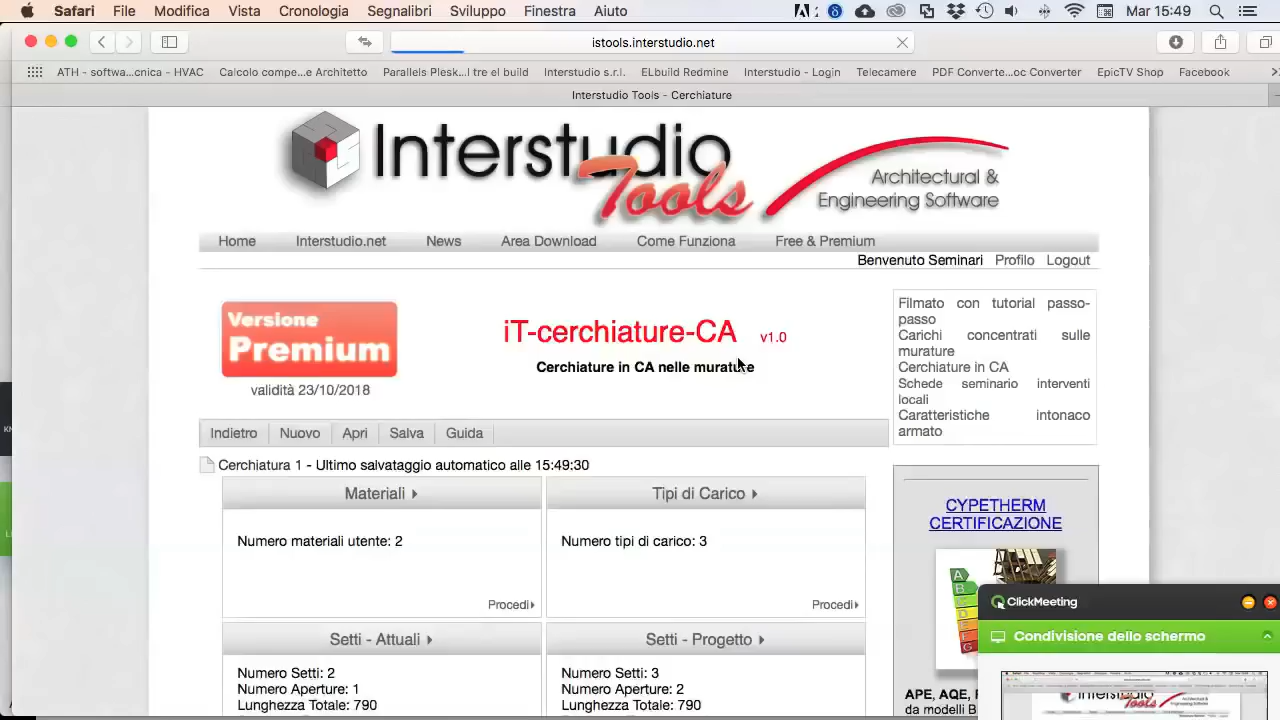 Safari File Modifica Vista Cronologia Segnalibri Sviluppo Finestra Aiuto Mar 15:49
istools.interstudio.net
ATH - softwa...cnica - HVAC Calcolo compe...e Architetto Parallels Plesk...l tre el build Interstudio s.r.l. ELbuild Redmine Interstudio - Login Telecamere PDF Converte...oc Converter EpicTV Shop Facebook
Interstudio Tools - Cerchiature
Interstudio
Tools
Architectural &
Engineering Software
Home Interstudio.net News Area Download Come Funziona Free & Premium
Benvenuto Seminari Profilo Logout
Versione
Premium
validità 23/10/2018
iT-cerchiature-CA v1.0
Cerchiature in CA nelle murature
Filmato con tutorial passo-
passo
Carichi concentrati sulle
murature
Cerchiature in CA
Schede seminario interventi
locali
Caratteristiche intonaco
armato
Indietro Nuovo Apri Salva Guida
Cerchiatura 1 - Ultimo salvataggio automatico alle 15:49:30
Materiali
Numero materiali utente: 2
Procedi
Tipi di Carico
Numero tipi di carico: 3
Procedi
Setti - Attuali
Numero Setti: 2
Numero Aperture: 1
Lunghezza Totale: 790
Setti - Progetto
Numero Setti: 3
Numero Aperture: 2
Lunghezza Totale: 790
CYPETHERM
CERTIFICAZIONE
A
B
G
APE, AQE,
da modelli B
ClickMeeting
Condivisione dello schermo
Interstudio
Tools